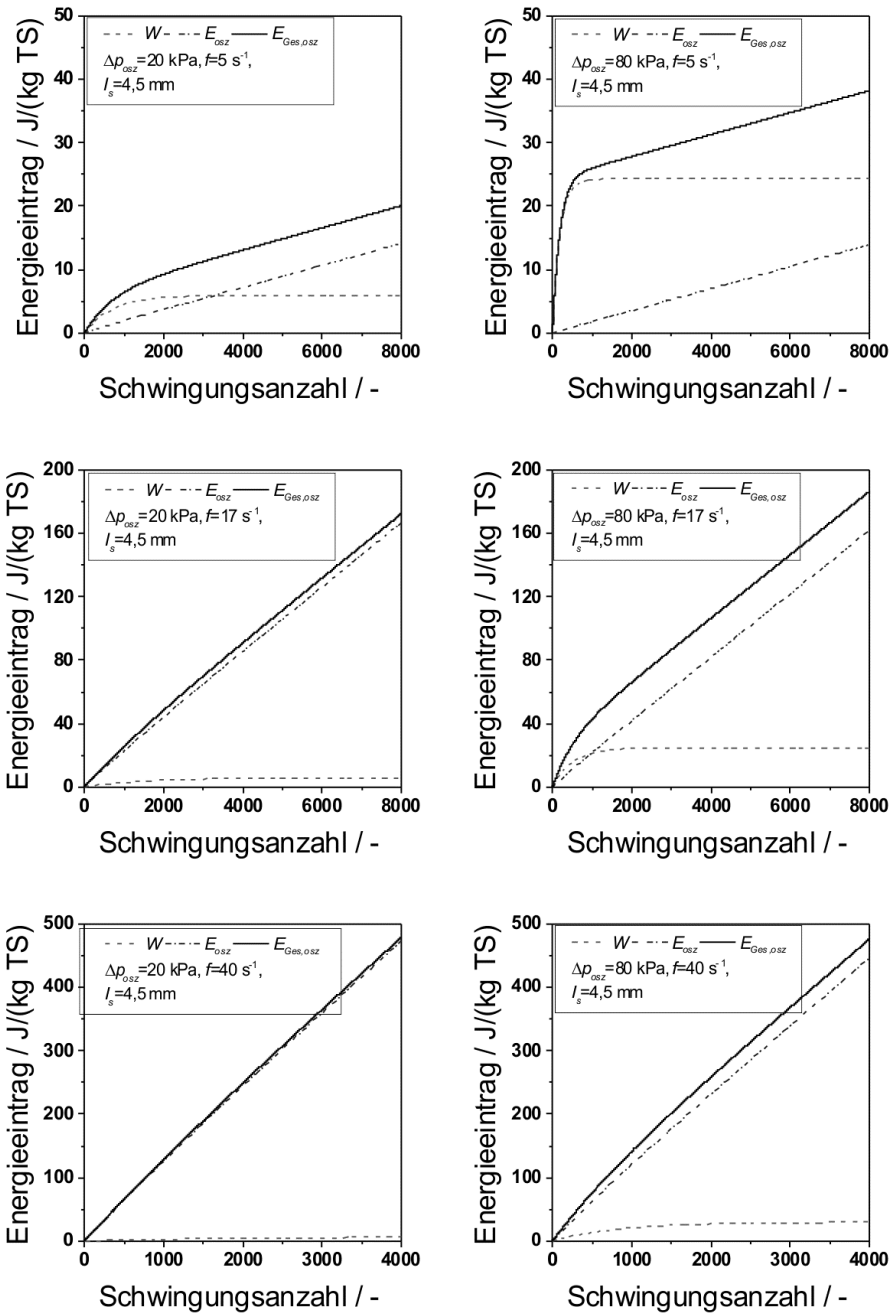 Energieeintrag / J/(kg TS)
50
40
30
20
10
0
W E_osz E_Ges,osz
Δp_osz=20 kPa, f=5 s⁻¹,
l_s=4,5 mm
0 2000 4000 6000 8000
Schwingungsanzahl / -
Energieeintrag / J/(kg TS)
50
40
30
20
10
0
W E_osz E_Ges,osz
Δp_osz=80 kPa, f=5 s⁻¹,
l_s=4,5 mm
0 2000 4000 6000 8000
Schwingungsanzahl / -
Energieeintrag / J/(kg TS)
200
160
120
80
40
0
W E_osz E_Ges,osz
Δp_osz=20 kPa, f=17 s⁻¹,
l_s=4,5 mm
0 2000 4000 6000 8000
Schwingungsanzahl / -
Energieeintrag / J/(kg TS)
200
160
120
80
40
0
W E_osz E_Ges,osz
Δp_osz=80 kPa, f=17 s⁻¹,
l_s=4,5 mm
0 2000 4000 6000 8000
Schwingungsanzahl / -
Energieeintrag / J/(kg TS)
500
400
300
200
100
0
W E_osz E_Ges,osz
Δp_osz=20 kPa, f=40 s⁻¹,
l_s=4,5 mm
0 1000 2000 3000 4000
Schwingungsanzahl / -
Energieeintrag / J/(kg TS)
500
400
300
200
100
0
W E_osz E_Ges,osz
Δp_osz=80 kPa, f=40 s⁻¹,
l_s=4,5 mm
0 1000 2000 3000 4000
Schwingungsanzahl / -